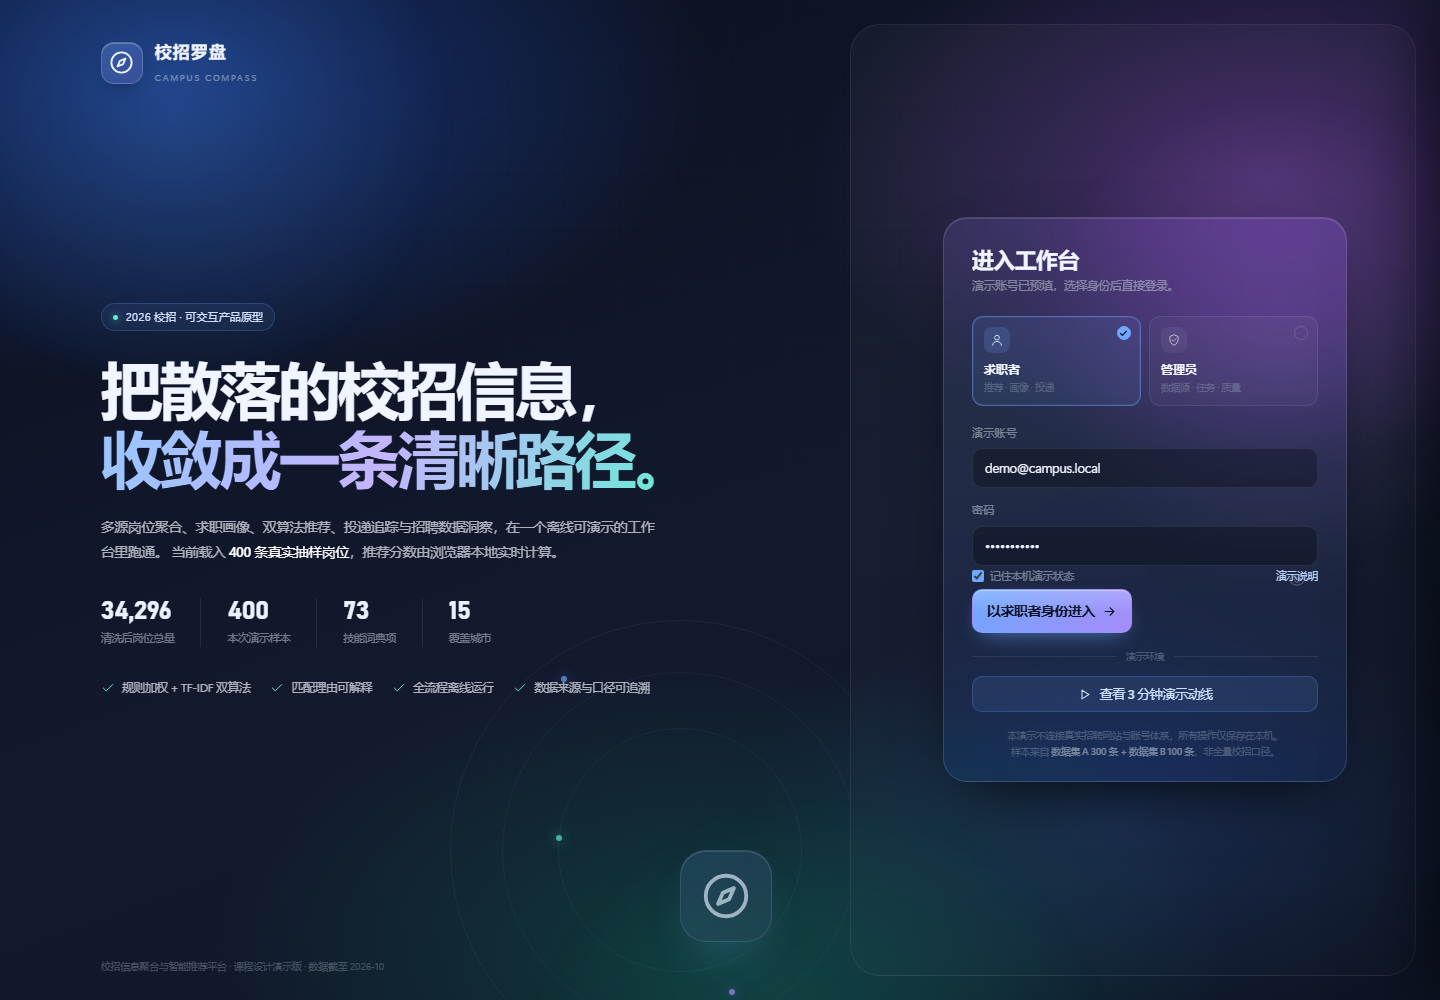 校招罗盘
CAMPUS COMPASS
2026 校招 · 可交互产品原型
把散落的校招信息，
收敛成一条清晰路径。
多源岗位聚合、求职画像、双算法推荐、投递追踪与招聘数据洞察，在一个离线可演示的工作
台里跑通。 当前载入 400 条真实抽样岗位，推荐分数由浏览器本地实时计算。
34,296
清洗后岗位总量
400
本次演示样本
73
技能词典项
15
覆盖城市
规则加权 + TF-IDF 双算法
匹配理由可解释
全流程离线运行
数据来源与口径可追溯
校招信息聚合与智能推荐平台 · 课程设计演示版 · 数据截至 2026-10
进入工作台
演示账号已预填，选择身份后直接登录。
求职者
推荐 · 画像 · 投递
管理员
数据源 · 任务 · 质量
演示账号
demo@campus.local
密码
•••••••••••
记住本机演示状态
演示说明
以求职者身份进入 →
演示环境
查看 3 分钟演示动线
本演示不连接真实招聘网站与账号体系，所有操作仅保存在本机。
样本来自 数据集 A 300 条 + 数据集 B 100 条，非全量校招口径。